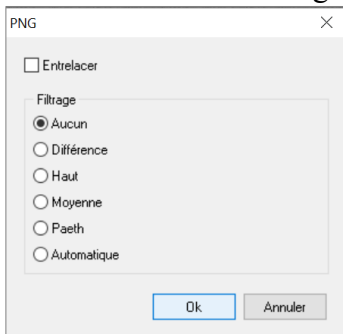 PNG
Entrelacer
Filtrage
Aucun
Différence
Haut
Moyenne
Paeth
Automatique
Ok Annuler